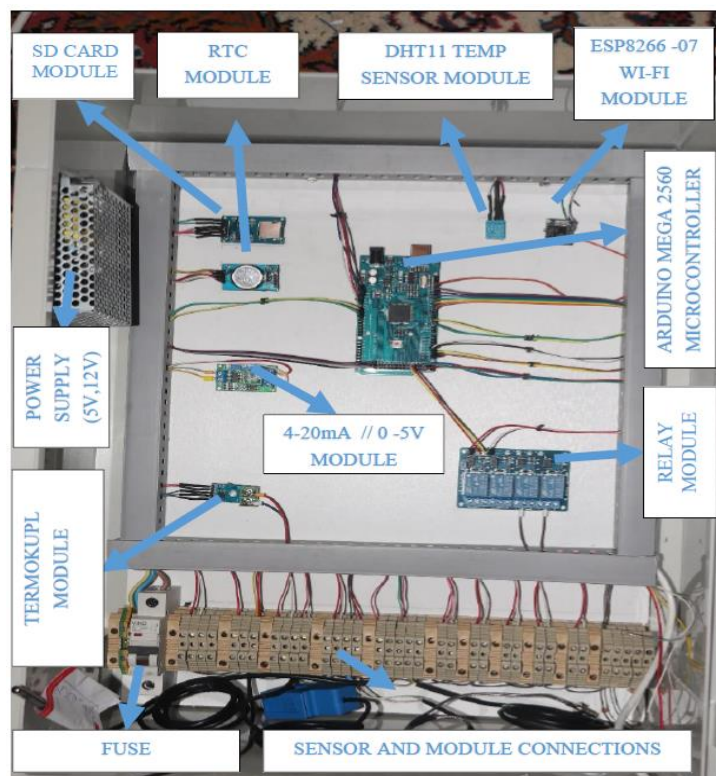 SD CARD
MODULE
RTC
MODULE
DHT11 TEMP
SENSOR MODULE
ESP8266 -07
WI-FI
MODULE
ARDUINO MEGA 2560
MICROCONTROLLER
POWER
SUPPLY
(5V,12V)
4-20mA // 0 -5V
MODULE
RELAY
MODULE
TERMOKUPL
MODULE
FUSE
SENSOR AND MODULE CONNECTIONS